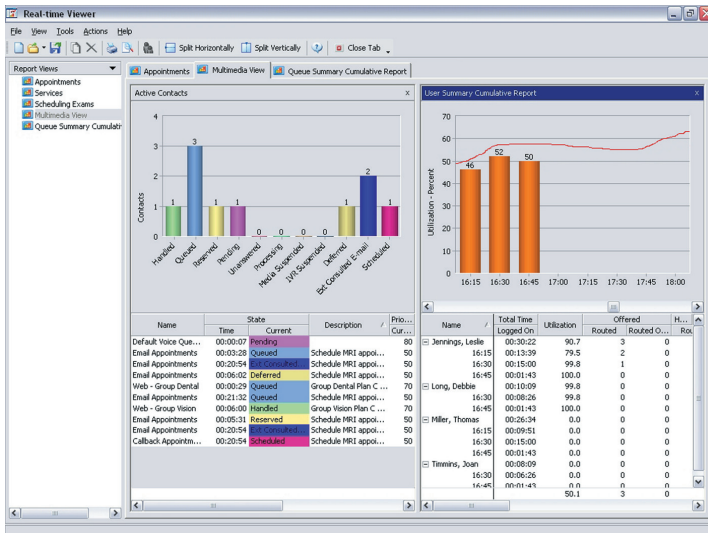 Real-time Viewer
File View Tools Actions Help
Split Horizontally Split Vertically Close Tab
Report Views
Appointments
Services
Scheduling Exams
Multimedia View
Queue Summary Cumulativ
Appointments Multimedia View Queue Summary Cumulative Report
Active Contacts x
4
3
2
1
0
Contacts
1 3 1 1 0 0 0 0 1 2 1
Handled Queued Reserved Pending Unanswered Processing Media Suspended IVR Suspended Deferred Ext Consulted E-mail Scheduled
Name State Description Prio...
Time Current Cur...
Default Voice Que... 00:00:07 Pending 80
Email Appointments 00:03:28 Queued Schedule MRI appoi... 50
Email Appointments 00:20:54 Ext Consulted... Schedule MRI appoi... 50
Email Appointments 00:06:02 Deferred Schedule MRI appoi... 50
Web - Group Dental 00:00:29 Queued Group Dental Plan C ... 70
Email Appointments 00:21:32 Queued Schedule MRI appoi... 50
Web - Group Vision 00:06:00 Handled Group Vision Plan C ... 70
Email Appointments 00:05:31 Reserved Schedule MRI appoi... 50
Email Appointments 00:20:54 Ext Consulted... Schedule MRI appoi... 50
Callback Appointm... 00:20:54 Scheduled Schedule MRI appoi... 50
User Summary Cumulative Report x
70
60
50
40
30
20
10
0
Utilization - Percent
46 52 50
16:15 16:30 16:45 17:00 17:15 17:30 17:45 18:00
Name Total Time Utilization Offered H...
Logged On Routed Routed O... Rou
Jennings, Leslie 00:30:22 90.7 3 0
16:15 00:13:39 79.5 2 0
16:30 00:15:00 99.8 1 0
16:45 00:01:43 100.0 0 0
Long, Debbie 00:10:09 99.8 0 0
16:30 00:08:26 99.8 0 0
16:45 00:01:43 100.0 0 0
Miller, Thomas 00:26:34 0.0 0 0
16:15 00:09:51 0.0 0 0
16:30 00:15:00 0.0 0 0
16:45 00:01:43 0.0 0 0
Timmins, Joan 00:08:09 0.0 0 0
16:30 00:06:26 0.0 0 0
16:45 00:01:43 0.0 0 0
50.1 3 0